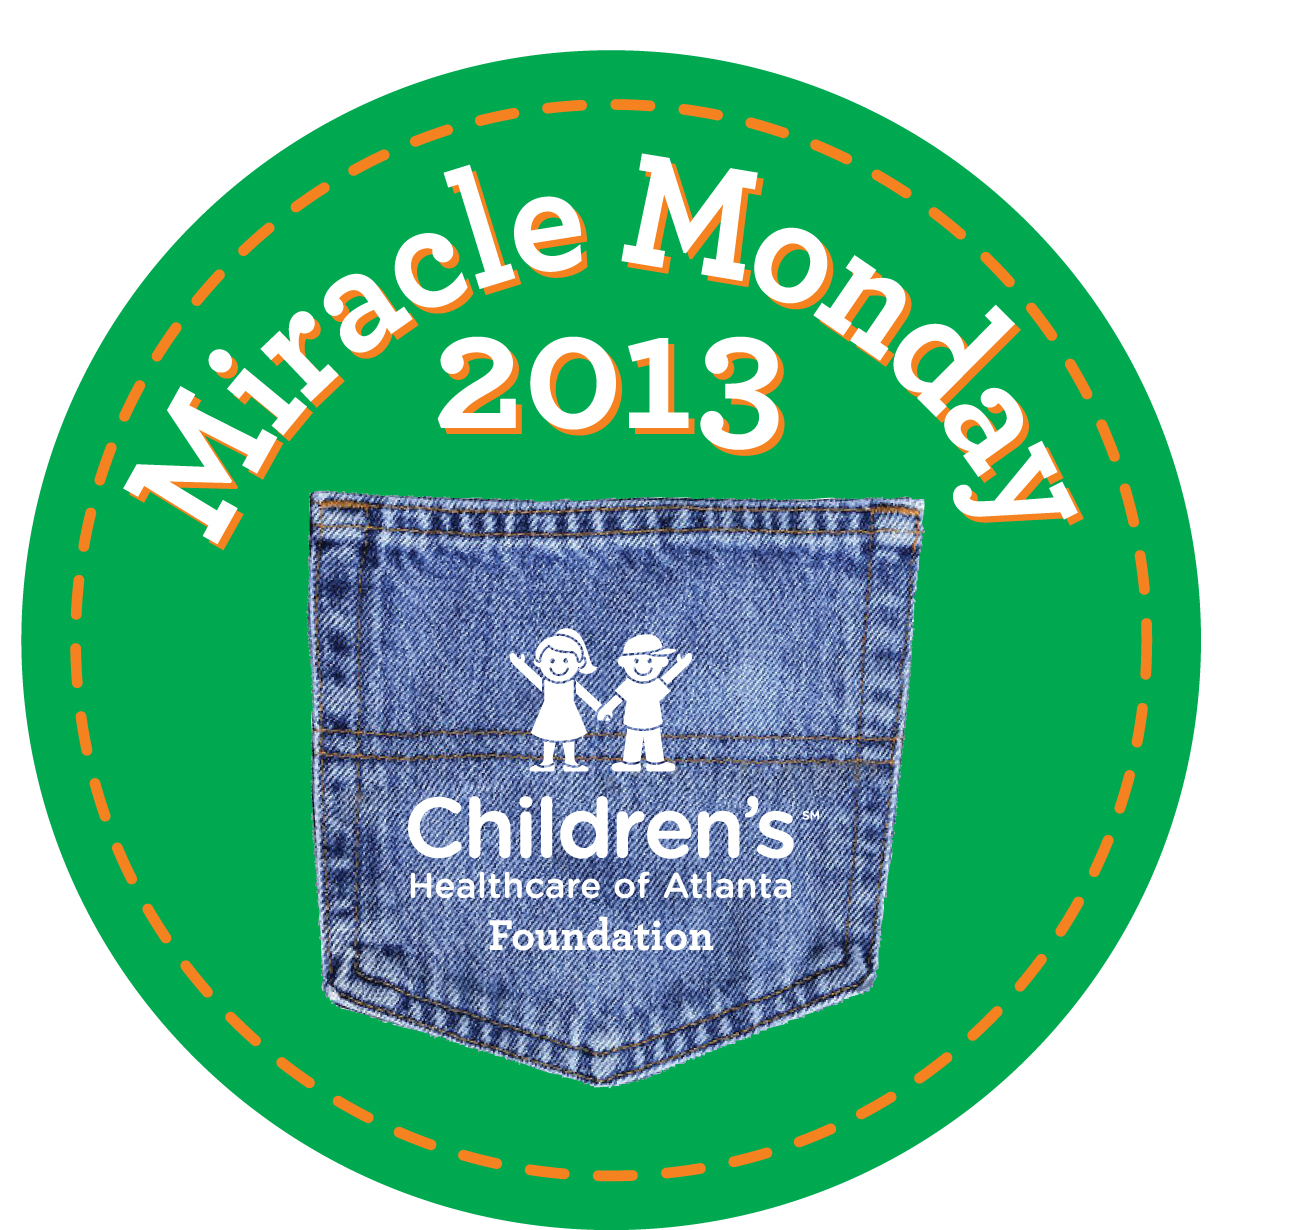 Miracle Monday
2013
Children's℠
Healthcare of Atlanta
Foundation